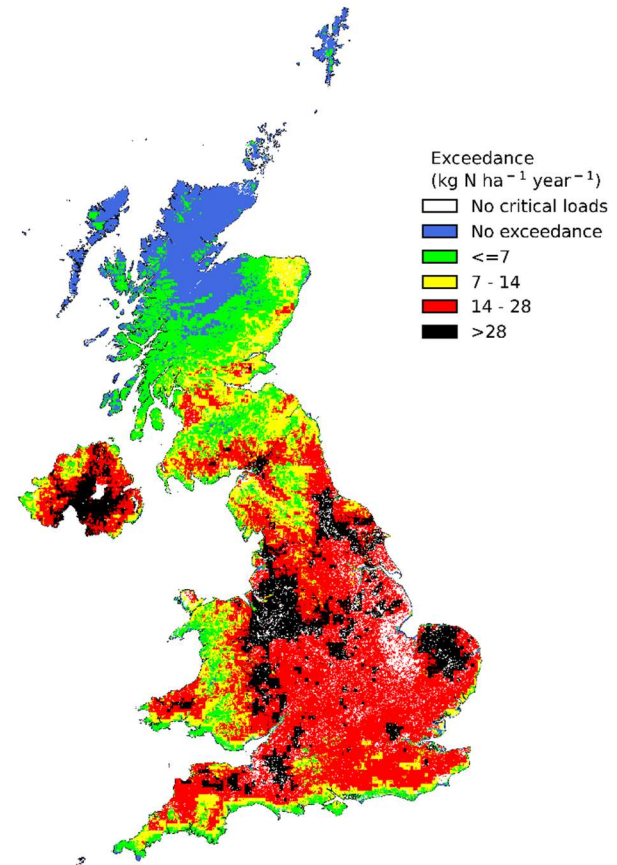 Exceedance
(kg N ha⁻¹ year⁻¹)
No critical loads
No exceedance
<=7
7 - 14
14 - 28
>28